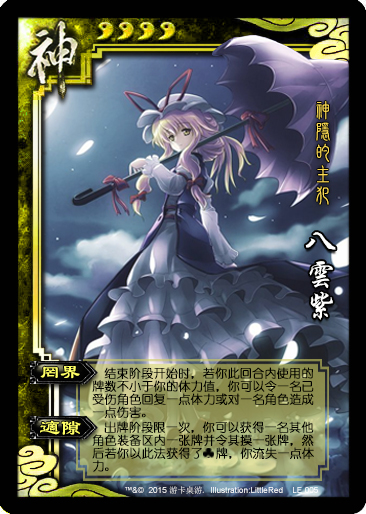 神
神隱的主犯
八雲紫
罔界
结束阶段开始时，若你此回合内使用的
牌数不小于你的体力值，你可以令一名已
受伤角色回复一点体力或对一名角色造成
一点伤害。
適隙
出牌阶段限一次，你可以获得一名其他
角色装备区内一张牌并令其摸一张牌，然
后若你以此法获得了♣牌，你流失一点体
力。
™&© 2015 游卡桌游. Illustration:LittleRed LE 005